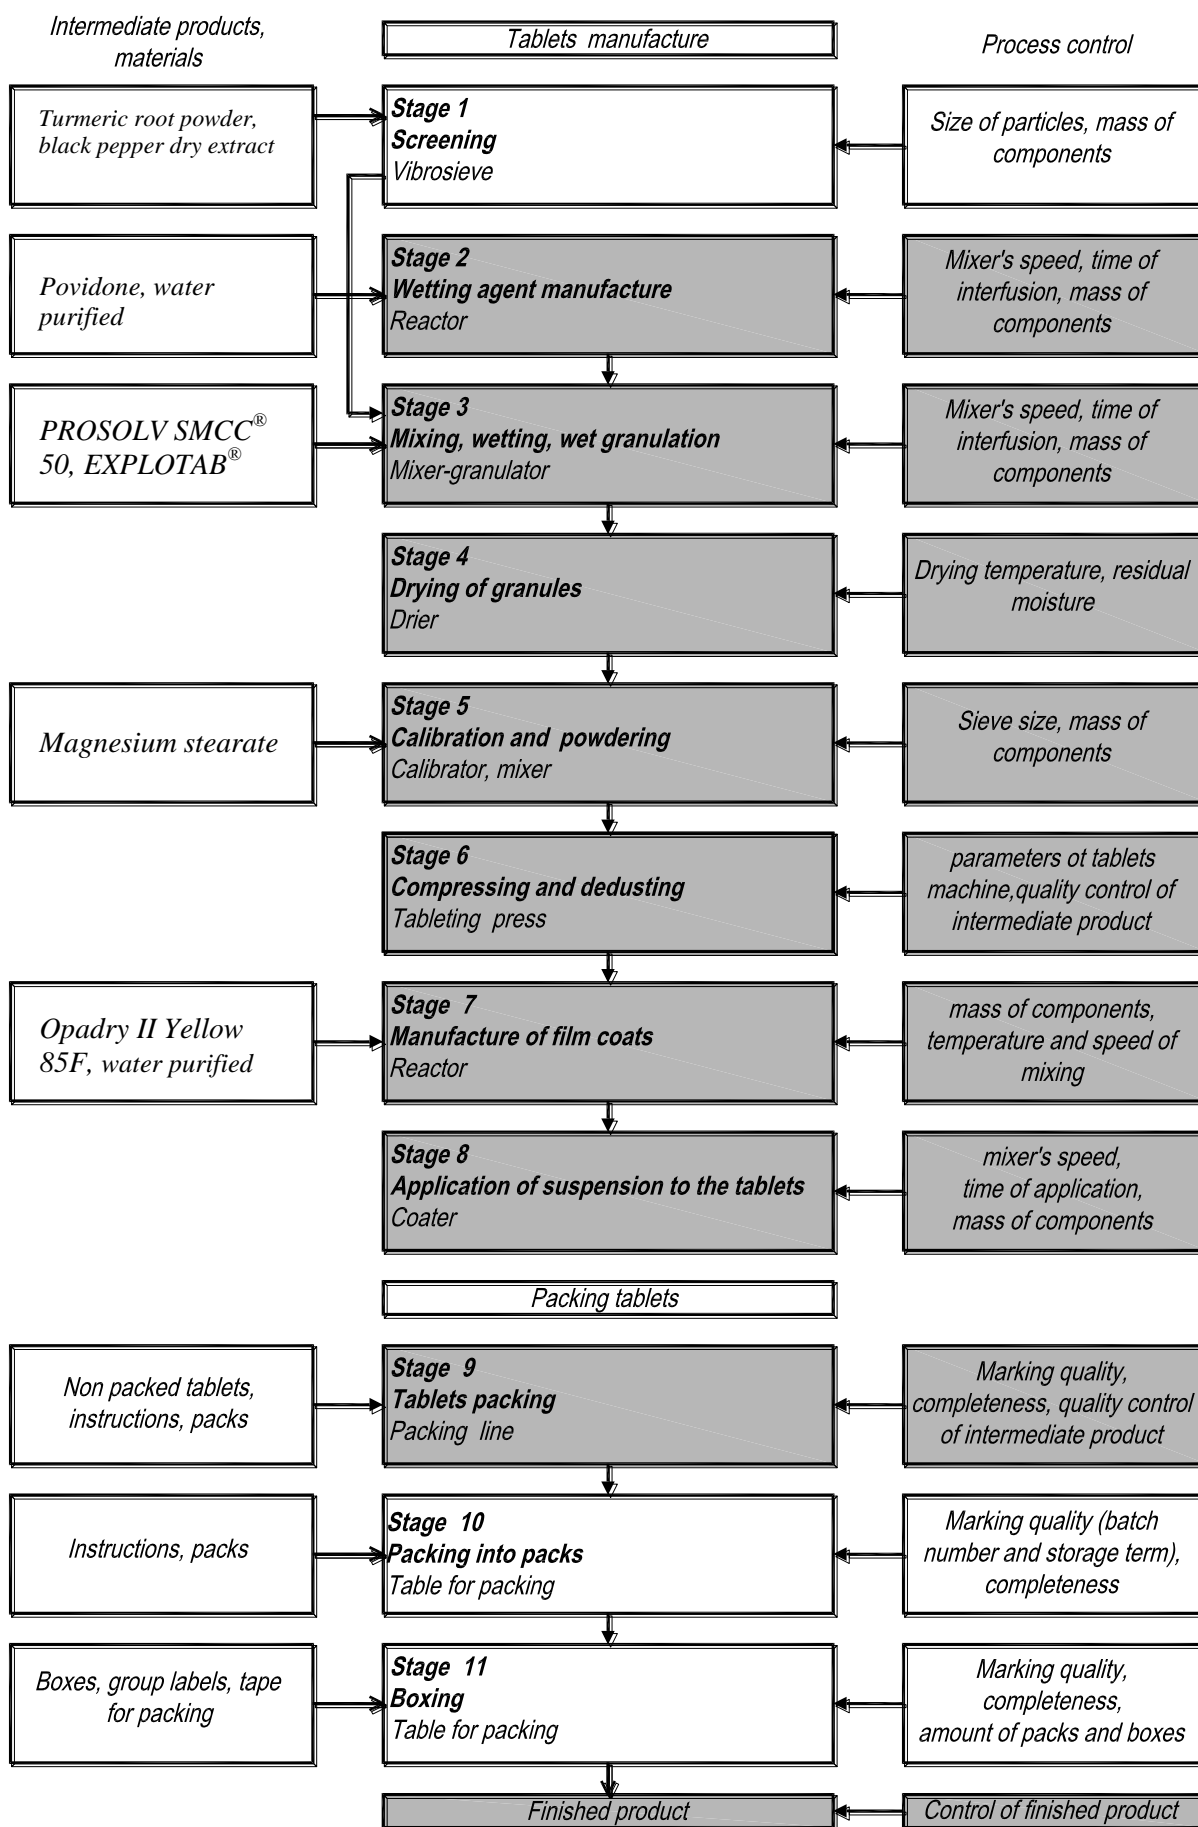 Intermediate products,
materials
Tablets manufacture
Process control
Turmeric root powder,
black pepper dry extract
Stage 1
Screening
Vibrosieve
Size of particles, mass of
components
Povidone, water
purified
Stage 2
Wetting agent manufacture
Reactor
Mixer's speed, time of
interfusion, mass of
components
PROSOLV SMCC®
50, EXPLOTAB®
Stage 3
Mixing, wetting, wet granulation
Mixer-granulator
Mixer's speed, time of
interfusion, mass of
components
Stage 4
Drying of granules
Drier
Drying temperature, residual
moisture
Magnesium stearate
Stage 5
Calibration and powdering
Calibrator, mixer
Sieve size, mass of
components
Stage 6
Compressing and dedusting
Tableting press
parameters ot tablets
machine,quality control of
intermediate product
Opadry II Yellow
85F, water purified
Stage 7
Manufacture of film coats
Reactor
mass of components,
temperature and speed of
mixing
Stage 8
Application of suspension to the tablets
Coater
mixer's speed,
time of application,
mass of components
Packing tablets
Non packed tablets,
instructions, packs
Stage 9
Tablets packing
Packing line
Marking quality,
completeness, quality control
of intermediate product
Instructions, packs
Stage 10
Packing into packs
Table for packing
Marking quality (batch
number and storage term),
completeness
Boxes, group labels, tape
for packing
Stage 11
Boxing
Table for packing
Marking quality,
completeness,
amount of packs and boxes
Finished product
Control of finished product